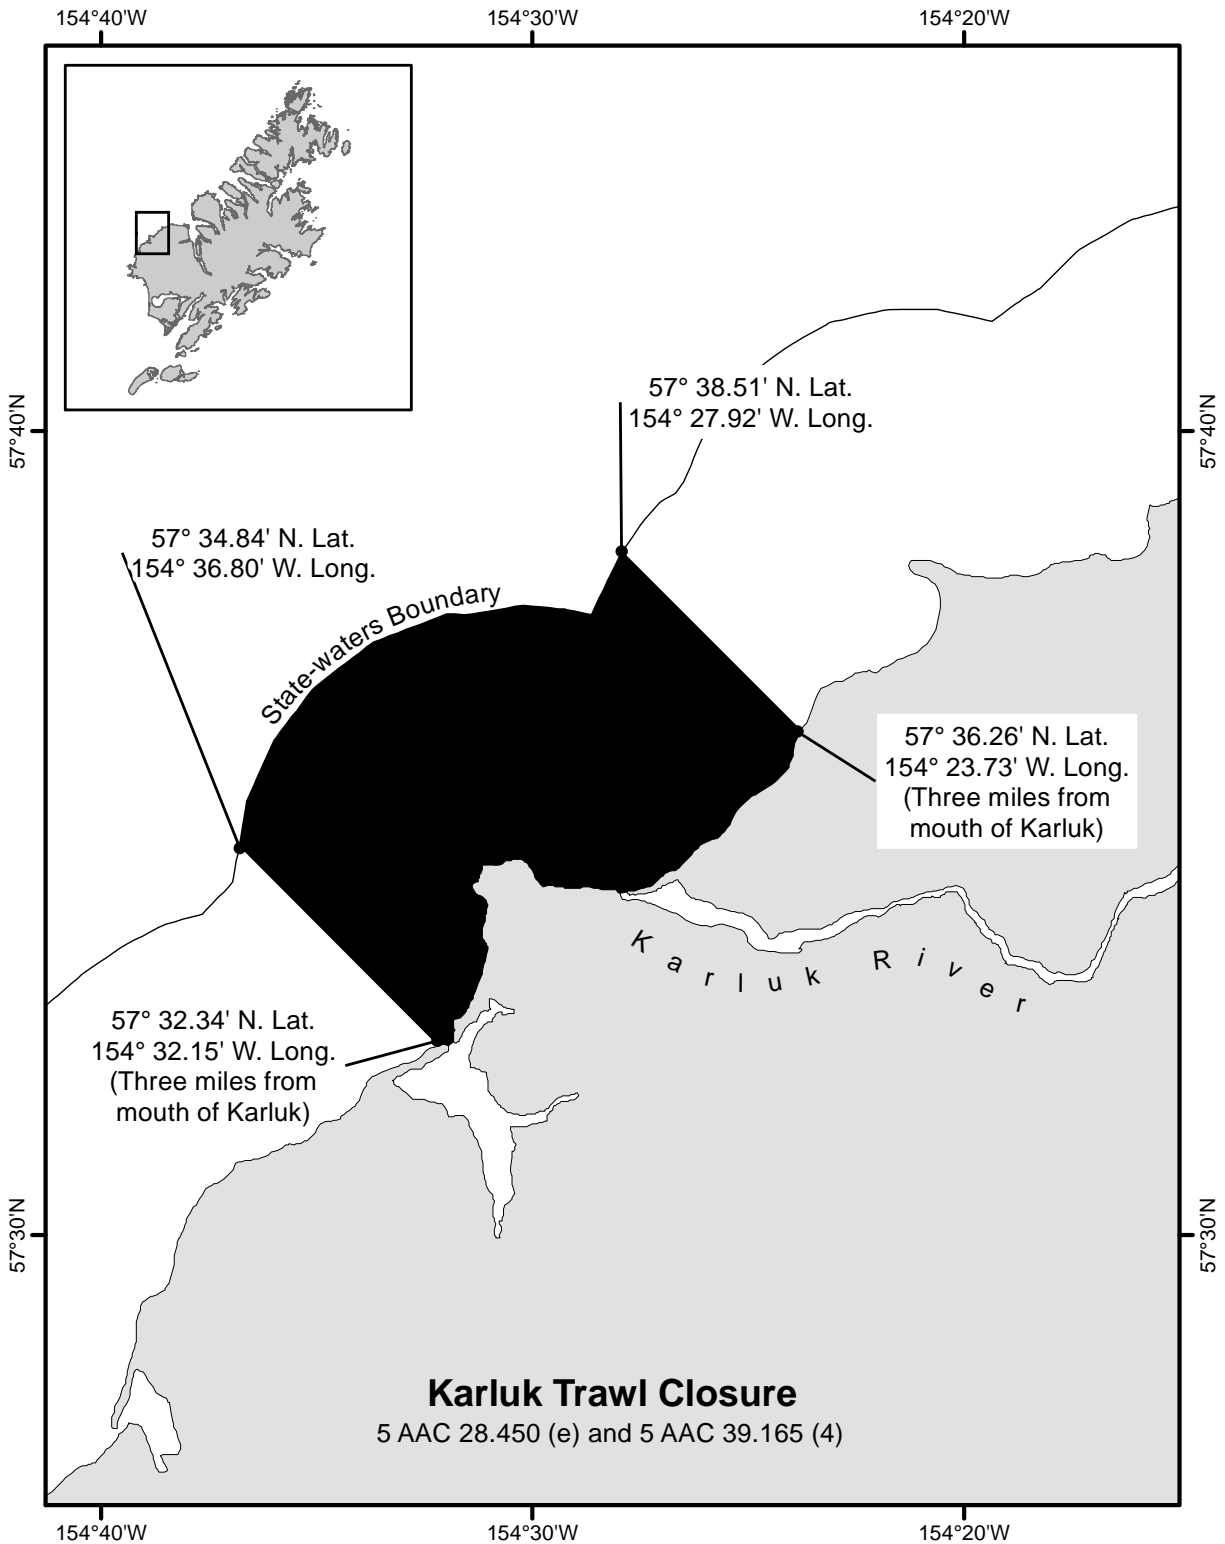 154°40'W
154°30'W
154°20'W
57°40'N
57°40'N
57° 38.51' N. Lat.
154° 27.92' W. Long.
57° 34.84' N. Lat.
154° 36.80' W. Long.
State-waters Boundary
57° 36.26' N. Lat.
154° 23.73' W. Long.
(Three miles from
mouth of Karluk)
Karluk River
57° 32.34' N. Lat.
154° 32.15' W. Long.
(Three miles from
mouth of Karluk)
57°30'N
57°30'N
Karluk Trawl Closure
5 AAC 28.450 (e) and 5 AAC 39.165 (4)
154°40'W
154°30'W
154°20'W